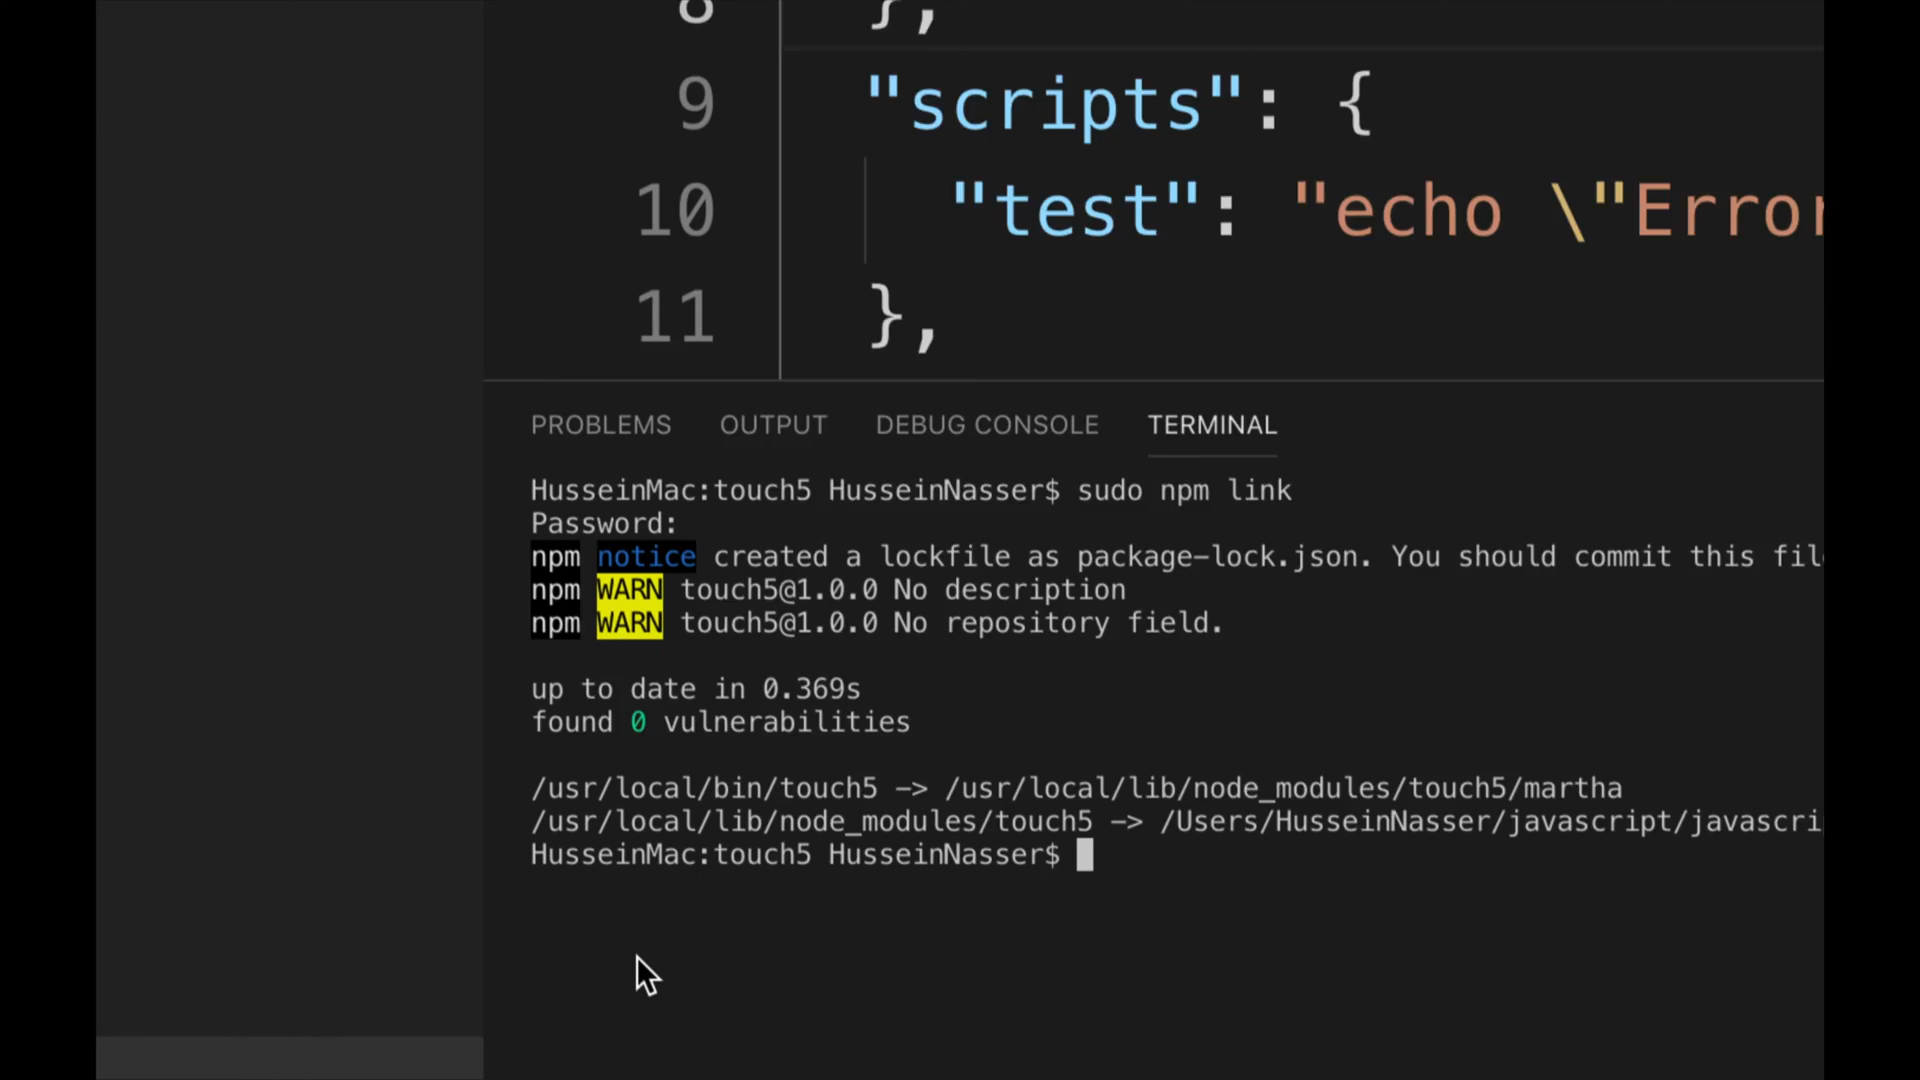 8 },
9 "scripts": {
10 "test": "echo \"Error
11 },
PROBLEMS OUTPUT DEBUG CONSOLE TERMINAL
HusseinMac:touch5 HusseinNasser$ sudo npm link
Password:
npm notice created a lockfile as package-lock.json. You should commit this fil
npm WARN touch5@1.0.0 No description
npm WARN touch5@1.0.0 No repository field.
up to date in 0.369s
found 0 vulnerabilities
/usr/local/bin/touch5 -> /usr/local/lib/node_modules/touch5/martha
/usr/local/lib/node_modules/touch5 -> /Users/HusseinNasser/javascript/javascri
HusseinMac:touch5 HusseinNasser$